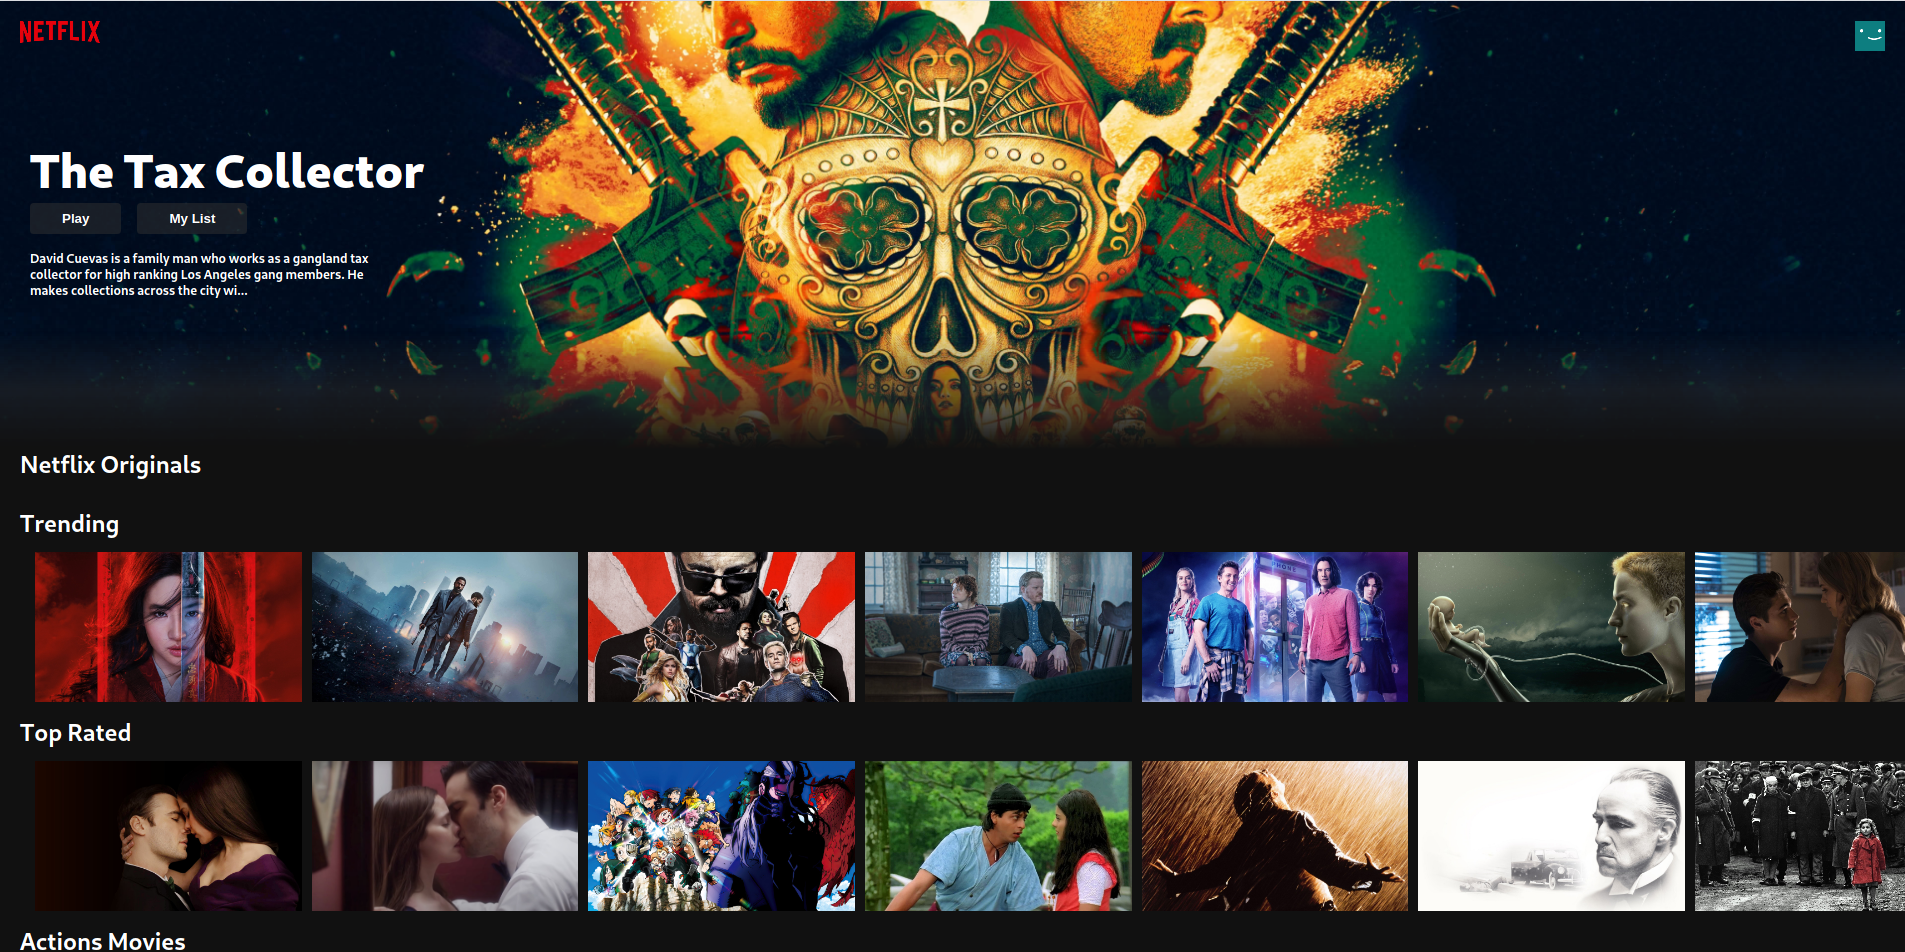 NETFLIX
The Tax Collector
Play
My List
David Cuevas is a family man who works as a gangland tax
collector for high ranking Los Angeles gang members. He
makes collections across the city wi...
Netflix Originals
Trending
PHONE
Top Rated
Actions Movies